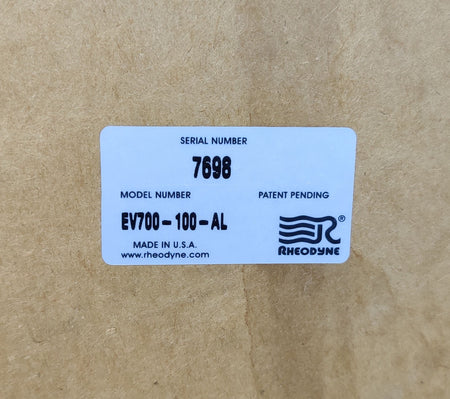 SERIAL NUMBER
7698
MODEL NUMBER PATENT PENDING
EV700-100-AL
MADE IN U.S.A.
www.rheodyne.com
R®
RHEODYNE